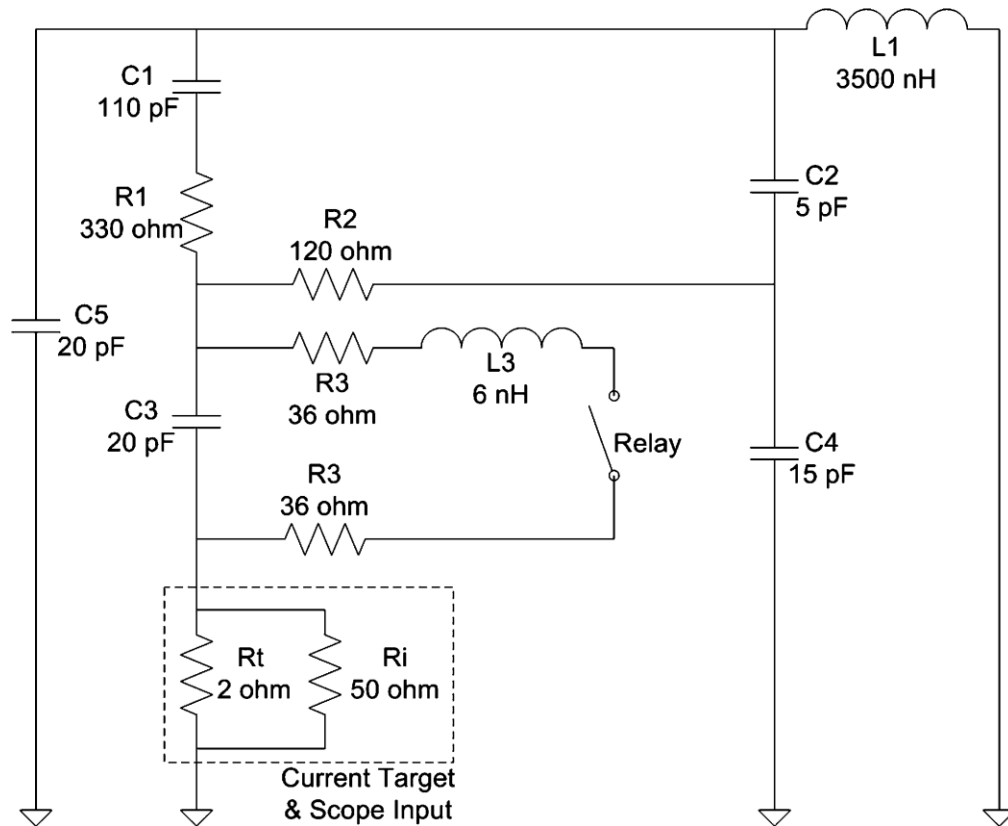 L1
3500 nH
C1
110 pF
R1
330 ohm
C2
5 pF
R2
120 ohm
C5
20 pF
R3
36 ohm
L3
6 nH
C3
20 pF
Relay
C4
15 pF
R3
36 ohm
Rt
2 ohm
Ri
50 ohm
Current Target
& Scope Input